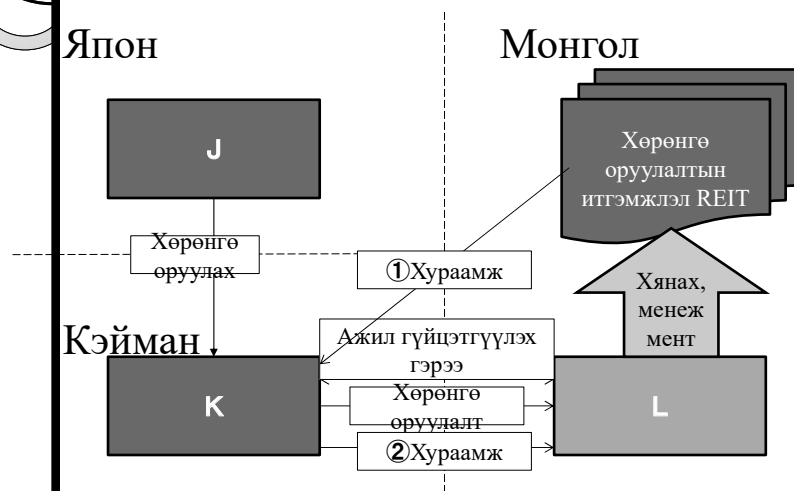 Япон
Монгол
J
Хөрөнгө
оруулалтын
итгэмжлэл REIT
Хөрөнгө
оруулах
①Хураамж
Хянах,
менеж
мент
Кэйман
Ажил гүйцэтгүүлэх
гэрээ
K
Хөрөнгө
оруулалт
L
②Хураамж